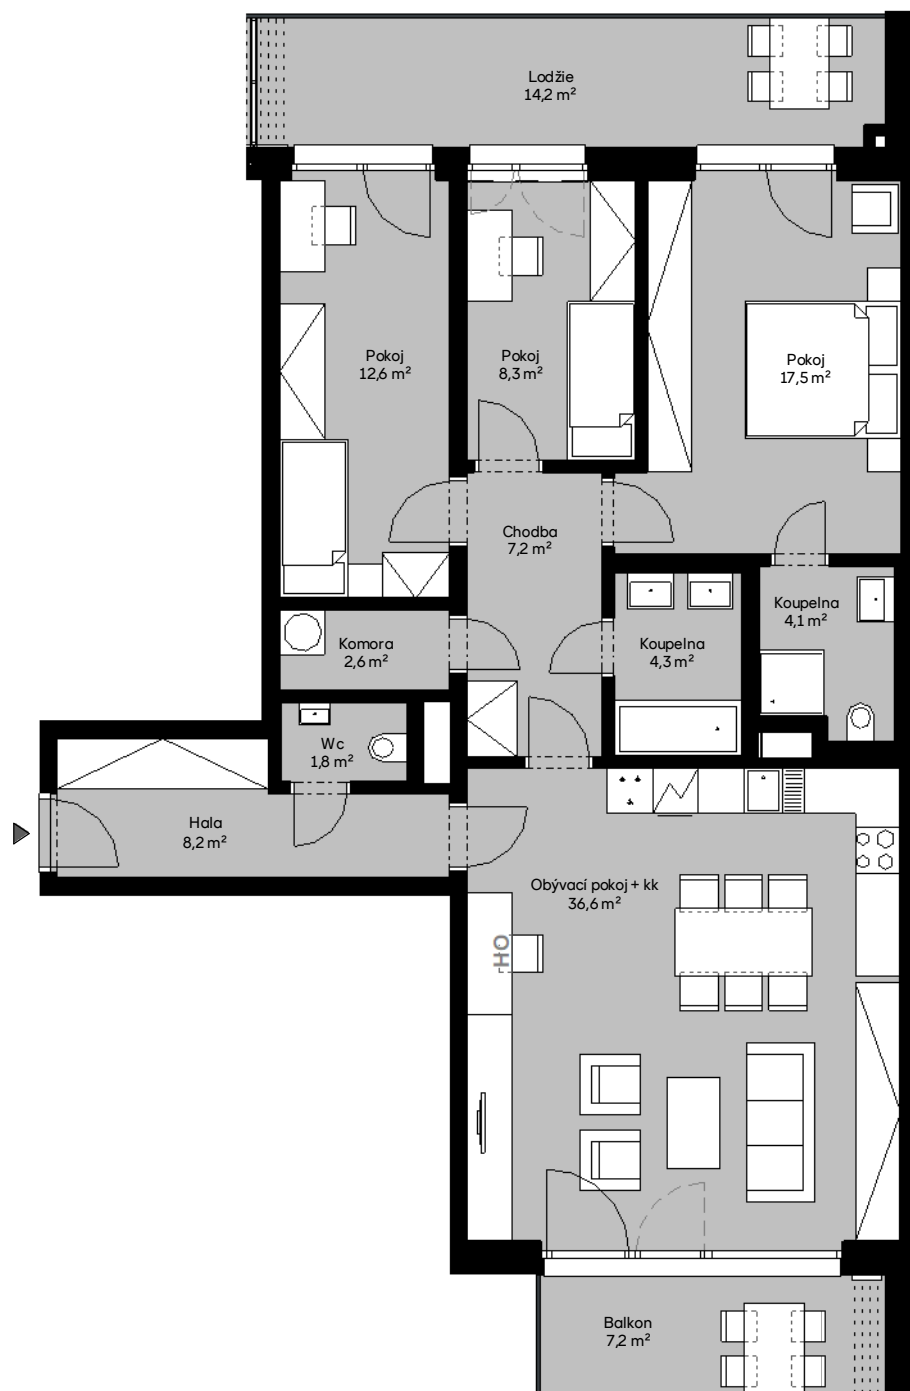 Lodžie
14,2 m²
Pokoj
12,6 m²
Pokoj
8,3 m²
Pokoj
17,5 m²
Chodba
7,2 m²
Koupelna
4,1 m²
Komora
2,6 m²
Koupelna
4,3 m²
Wc
1,8 m²
Hala
8,2 m²
Obývací pokoj + kk
36,6 m²
HO
Balkon
7,2 m²